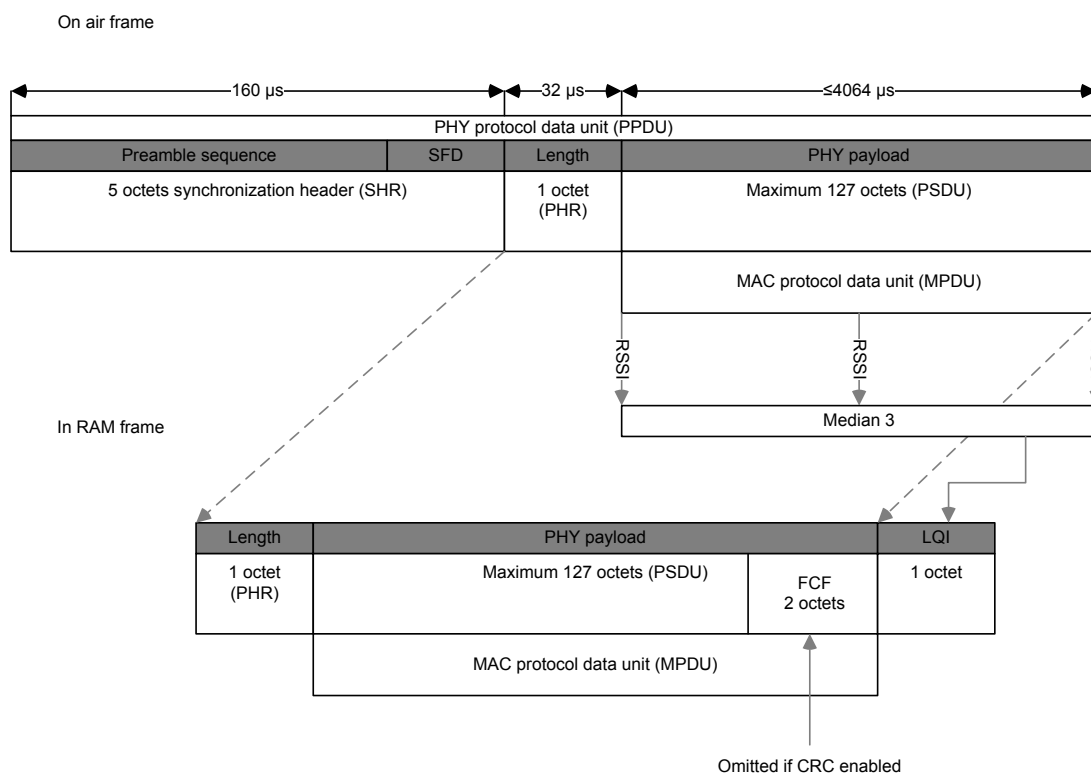 On air frame
160 µs
32 µs
≤4064 µs
PHY protocol data unit (PPDU)
Preamble sequence
SFD
Length
PHY payload
5 octets synchronization header (SHR)
1 octet
(PHR)
Maximum 127 octets (PSDU)
MAC protocol data unit (MPDU)
RSSI
RSSI
In RAM frame
Median 3
Length
PHY payload
LQI
1 octet
(PHR)
Maximum 127 octets (PSDU)
FCF
2 octets
1 octet
MAC protocol data unit (MPDU)
Omitted if CRC enabled